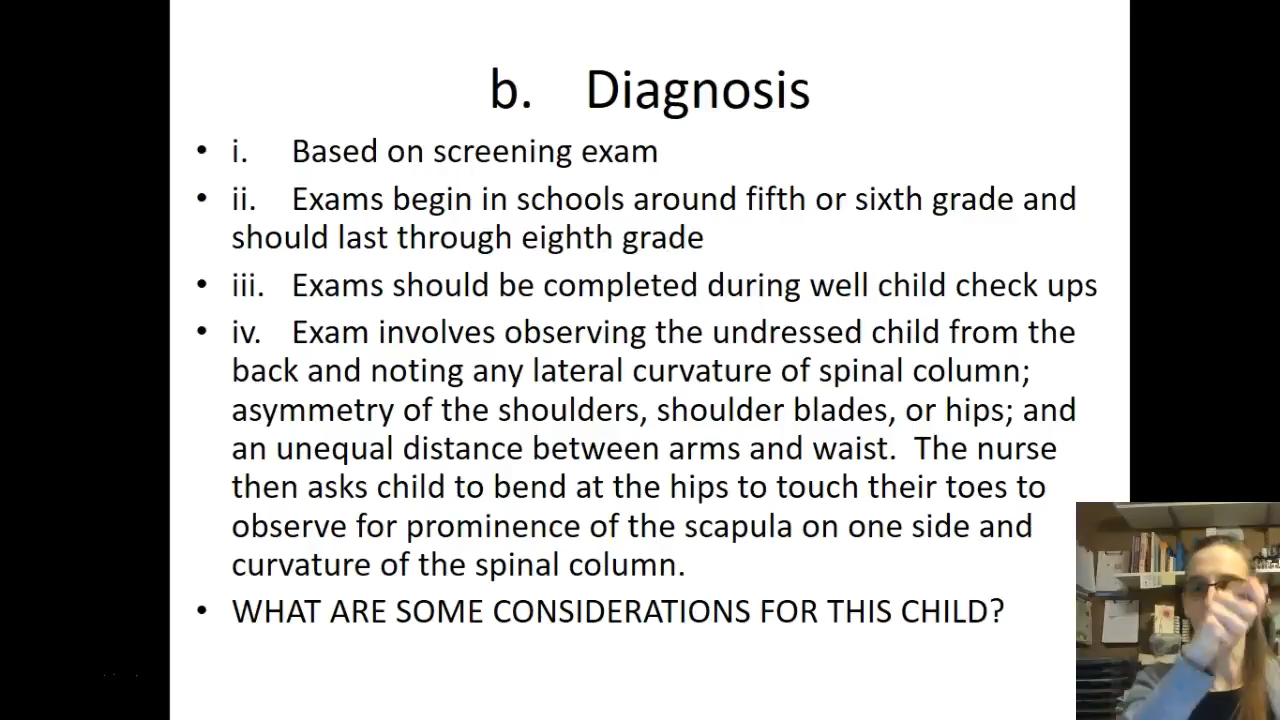 b. Diagnosis
• i. Based on screening exam
• ii. Exams begin in schools around fifth or sixth grade and
should last through eighth grade
• iii. Exams should be completed during well child check ups
• iv. Exam involves observing the undressed child from the
back and noting any lateral curvature of spinal column;
asymmetry of the shoulders, shoulder blades, or hips; and
an unequal distance between arms and waist. The nurse
then asks child to bend at the hips to touch their toes to
observe for prominence of the scapula on one side and
curvature of the spinal column.
• WHAT ARE SOME CONSIDERATIONS FOR THIS CHILD?